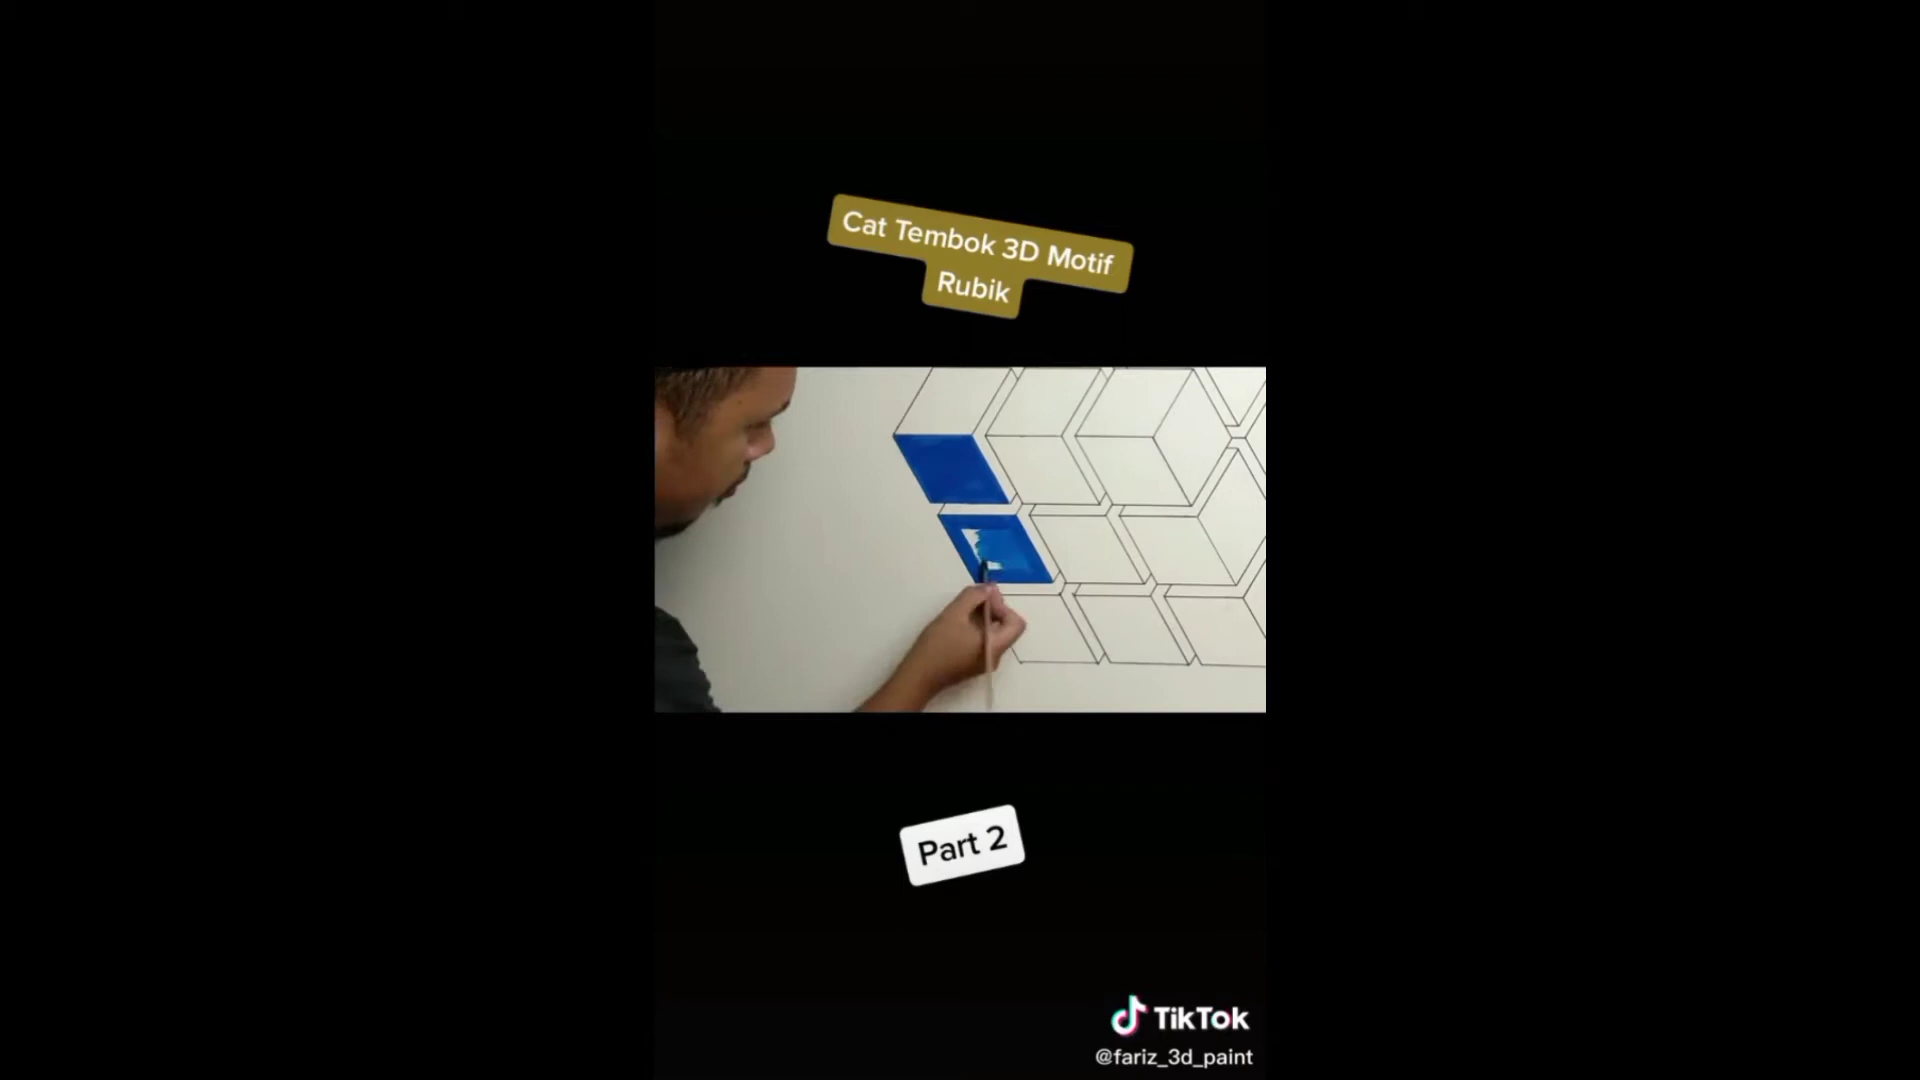 Cat Tembok 3D Motif
Rubik
Part 2
TikTok
@fariz_3d_paint